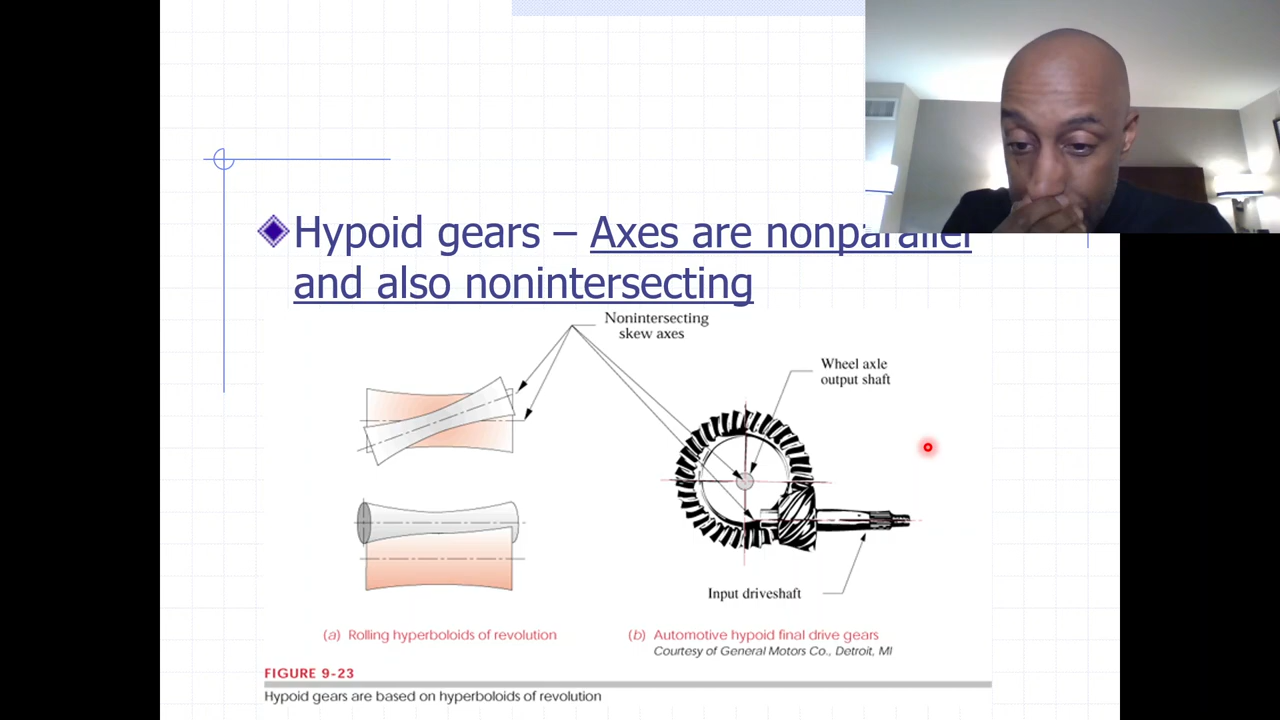 Hypoid gears – Axes are nonparallel
and also nonintersecting
Nonintersecting
skew axes
Wheel axle
output shaft
Input driveshaft
(a) Rolling hyperboloids of revolution
(b) Automotive hypoid final drive gears
Courtesy of General Motors Co., Detroit, MI
FIGURE 9-23
Hypoid gears are based on hyperboloids of revolution